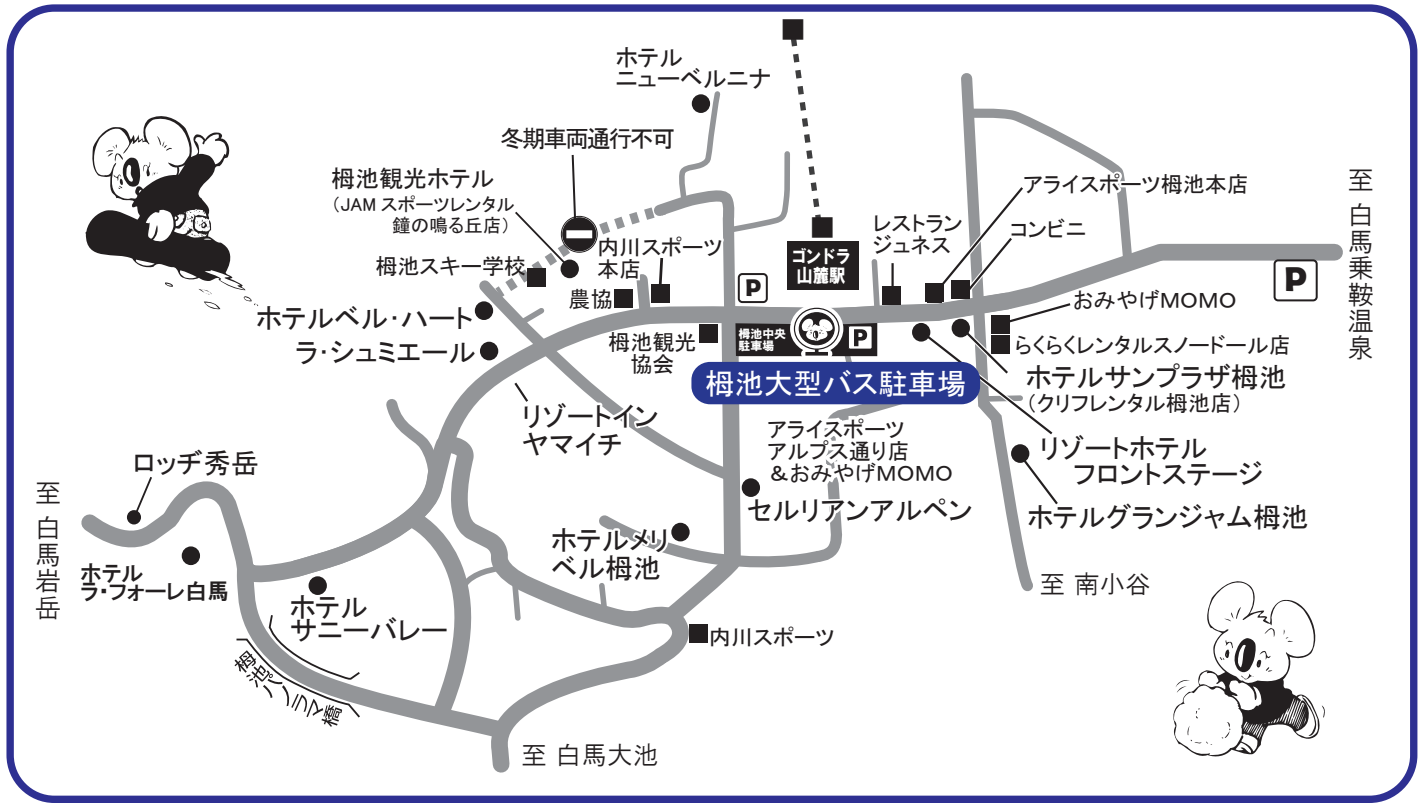 ホテル
ニューベルニナ
冬期車両通行不可
栂池観光ホテル
(JAM スポーツレンタル
鐘の鳴る丘店)
栂池スキー学校
内川スポーツ
本店
農協
ホテルベル・ハート
ラ・シュミエール
栂池観光
協会
P
ゴンドラ
山麓駅
栂池中央
駐車場
P
栂池大型バス駐車場
レストラン
ジュネス
アライスポーツ栂池本店
コンビニ
至 白馬乗鞍温泉
P
おみやげMOMO
らくらくレンタルスノードール店
ホテルサンプラザ栂池
(クリフレンタル栂池店)
リゾートホテル
フロントステージ
ホテルグランジャム栂池
至 南小谷
リゾートイン
ヤマイチ
アライスポーツ
アルプス通り店
&おみやげMOMO
セルリアンアルペン
ホテルメリ
ベル栂池
ロッヂ秀岳
至 白馬岩岳
ホテル
ラ・フォーレ白馬
ホテル
サニーバレー
栂池パノラマ橋
内川スポーツ
至 白馬大池